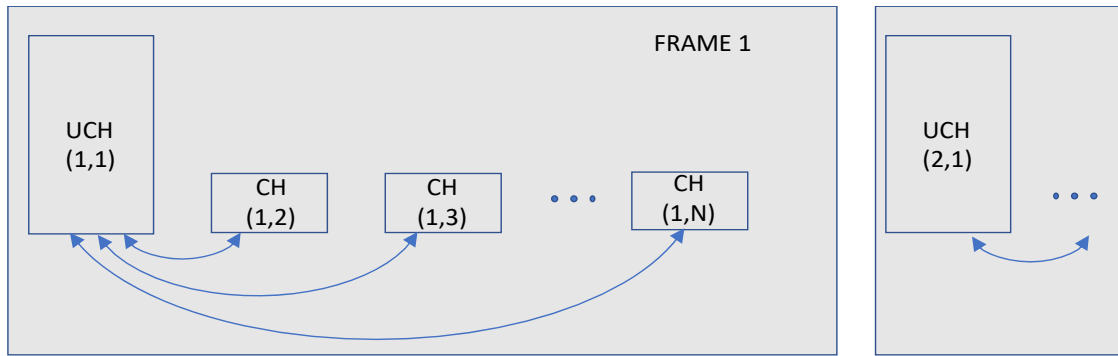 FRAME 1
UCH
(1,1)
CH
(1,2)
CH
(1,3)
CH
(1,N)
UCH
(2,1)